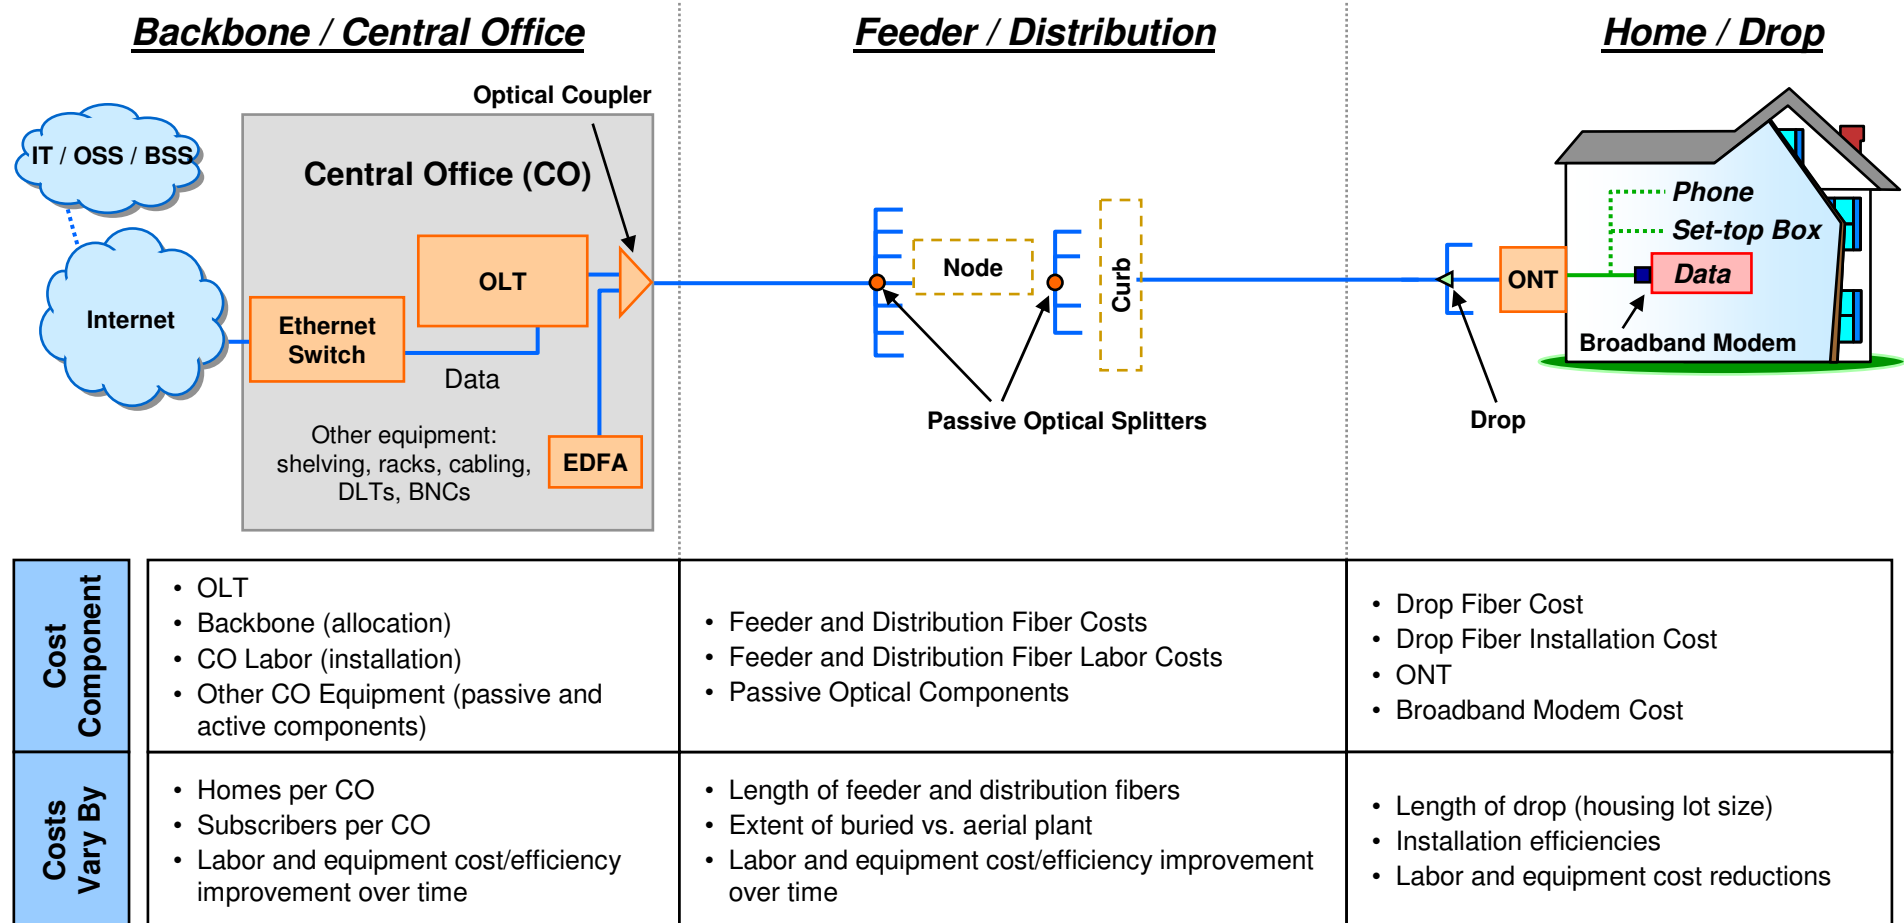 Backbone / Central Office
Feeder / Distribution
Home / Drop
Optical Coupler
IT / OSS / BSS
Central Office (CO)
Phone
Set-top Box
Node
OLT
ONT
Data
Curb
Internet
Ethernet
Switch
Broadband Modem
Data
Passive Optical Splitters
Drop
Other equipment:
shelving, racks, cabling,
DLTs, BNCs
EDFA
Cost
Component
• OLT
• Backbone (allocation)
• CO Labor (installation)
• Other CO Equipment (passive and
active components)
• Feeder and Distribution Fiber Costs
• Feeder and Distribution Fiber Labor Costs
• Passive Optical Components
• Drop Fiber Cost
• Drop Fiber Installation Cost
• ONT
• Broadband Modem Cost
Costs
Vary By
• Homes per CO
• Subscribers per CO
• Labor and equipment cost/efficiency
improvement over time
• Length of feeder and distribution fibers
• Extent of buried vs. aerial plant
• Labor and equipment cost/efficiency improvement
over time
• Length of drop (housing lot size)
• Installation efficiencies
• Labor and equipment cost reductions